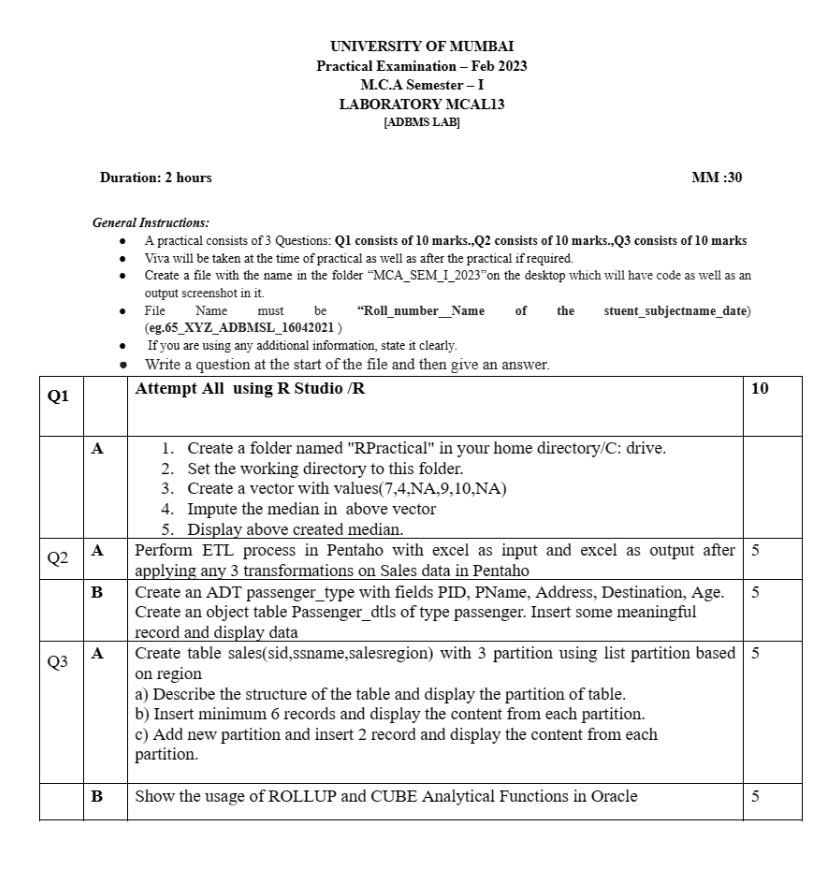 UNIVERSITY OF MUMBAI
Practical Examination – Feb 2023
M.C.A Semester – I
LABORATORY MCAL13
[ADBMS LAB]
Duration: 2 hours MM :30
General Instructions:
• A practical consists of 3 Questions: Q1 consists of 10 marks.,Q2 consists of 10 marks.,Q3 consists of 10 marks
• Viva will be taken at the time of practical as well as after the practical if required.
• Create a file with the name in the folder “MCA_SEM_I_2023”on the desktop which will have code as well as an
output screenshot in it.
• File Name must be “Roll_number__Name of the stuent_subjectname_date)
(eg.65_XYZ_ADBMSL_16042021 )
• If you are using any additional information, state it clearly.
• Write a question at the start of the file and then give an answer.
Q1 Attempt All using R Studio /R 10
A 1. Create a folder named "RPractical" in your home directory/C: drive.
2. Set the working directory to this folder.
3. Create a vector with values(7,4,NA,9,10,NA)
4. Impute the median in above vector
5. Display above created median.
Q2 A Perform ETL process in Pentaho with excel as input and excel as output after 5
applying any 3 transformations on Sales data in Pentaho
B Create an ADT passenger_type with fields PID, PName, Address, Destination, Age. 5
Create an object table Passenger_dtls of type passenger. Insert some meaningful
record and display data
Q3 A Create table sales(sid,ssname,salesregion) with 3 partition using list partition based 5
on region
a) Describe the structure of the table and display the partition of table.
b) Insert minimum 6 records and display the content from each partition.
c) Add new partition and insert 2 record and display the content from each
partition.
B Show the usage of ROLLUP and CUBE Analytical Functions in Oracle 5